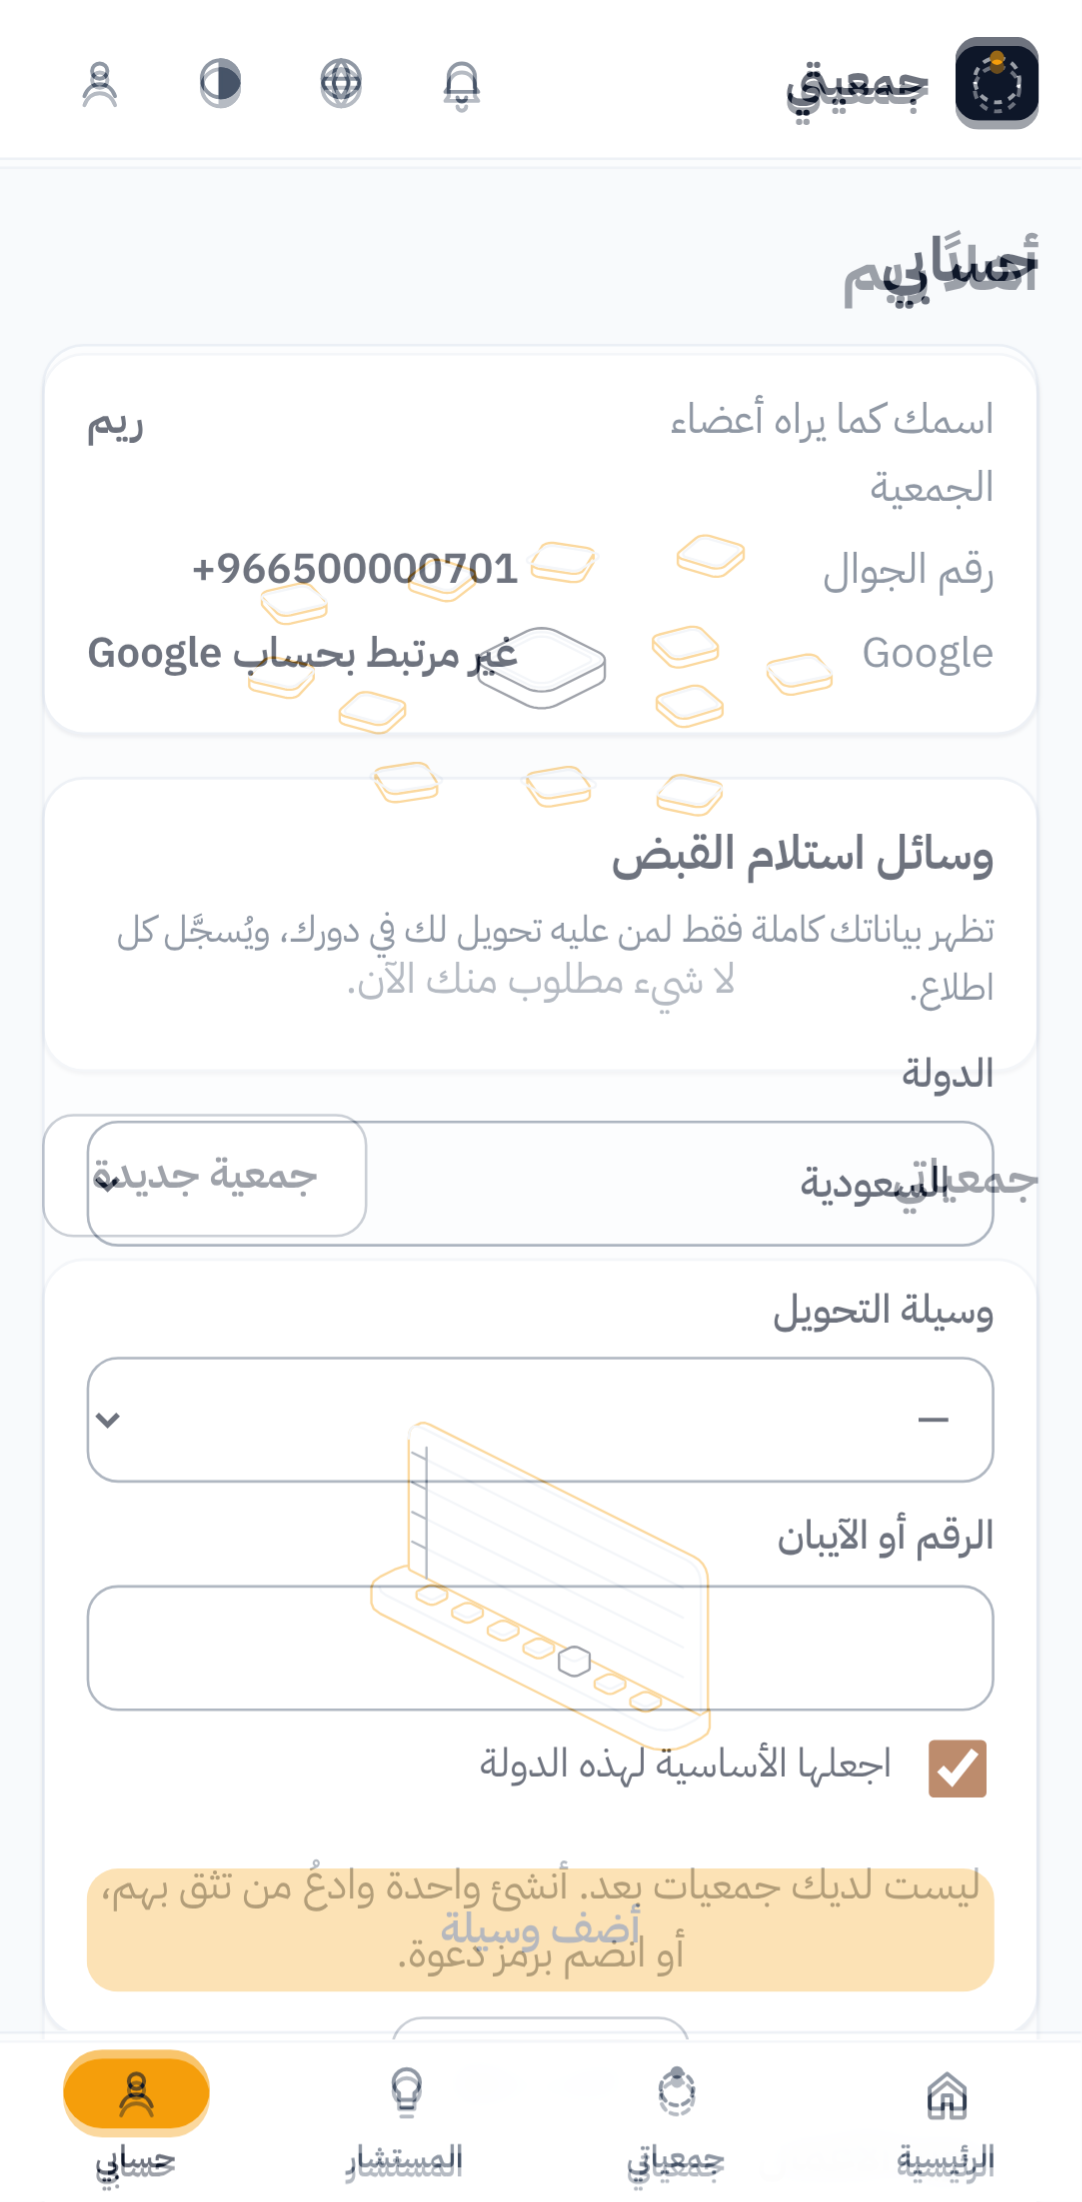 جمعيتي
حسابي
أهلاً ريم
اسمك كما يراه أعضاء الجمعية
ريم
رقم الجوال
+966500000701
Google
غير مرتبط بحساب Google
وسائل استلام القبض
تظهر بياناتك كاملة فقط لمن عليه تحويل لك في دورك، ويُسجَّل كل
اطلاع.
لا شيء مطلوب منك الآن.
الدولة
السعودية
جمعياتي
جمعية جديدة
وسيلة التحويل
—
الرقم أو الآيبان
اجعلها الأساسية لهذه الدولة
ليست لديك جمعيات بعد. أنشئ واحدة وادعُ من تثق بهم،
أو انضم برمز دعوة.
أضف وسيلة
الرئيسية
جمعياتي
المستشار
حسابي